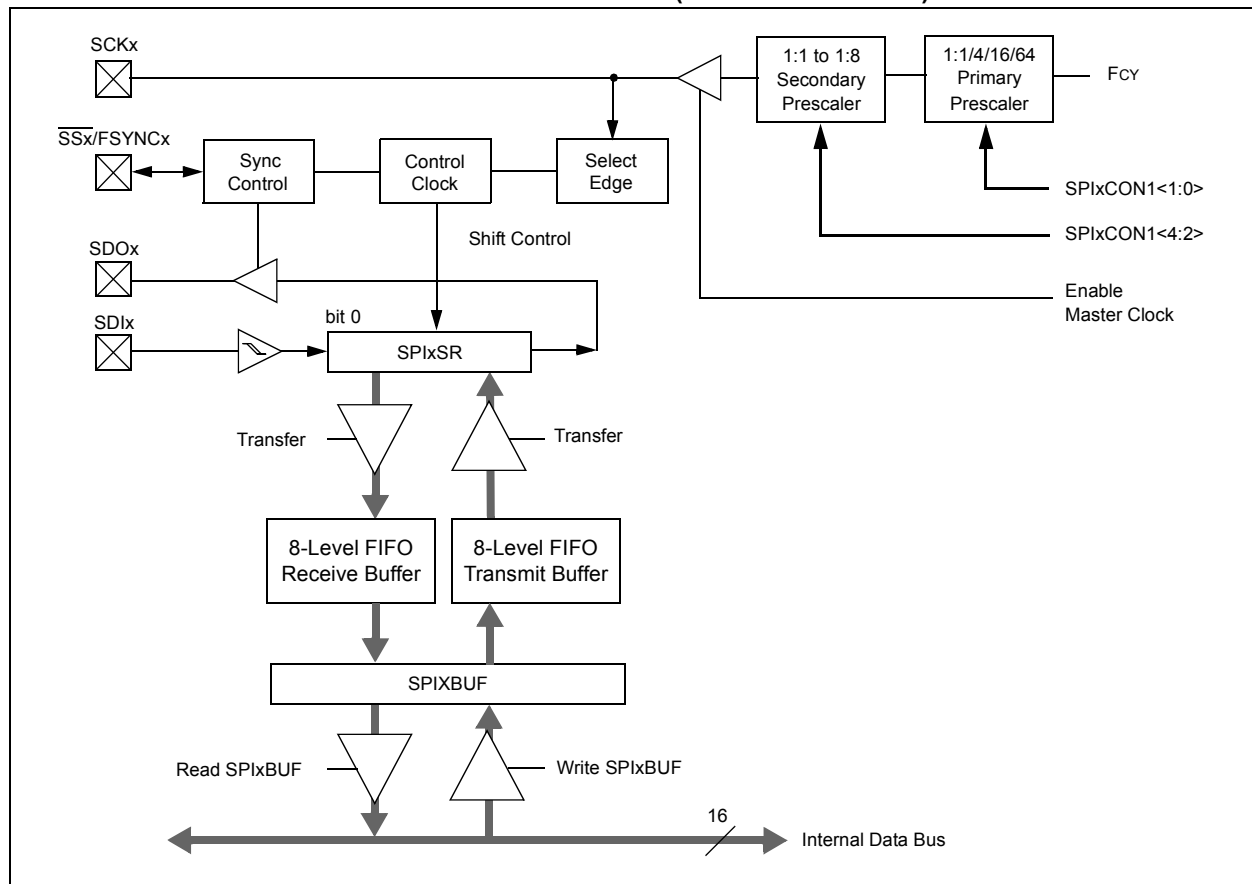 SCKx
1:1 to 1:8
Secondary
Prescaler
1:1/4/16/64
Primary
Prescaler
FCY
SSx/FSYNCx
Sync
Control
Control
Clock
Select
Edge
SPIxCON1<1:0>
SPIxCON1<4:2>
Shift Control
SDOx
Enable
Master Clock
bit 0
SDIx
SPIxSR
Transfer
Transfer
8-Level FIFO
Receive Buffer
8-Level FIFO
Transmit Buffer
SPIXBUF
Read SPIxBUF
Write SPIxBUF
16
Internal Data Bus